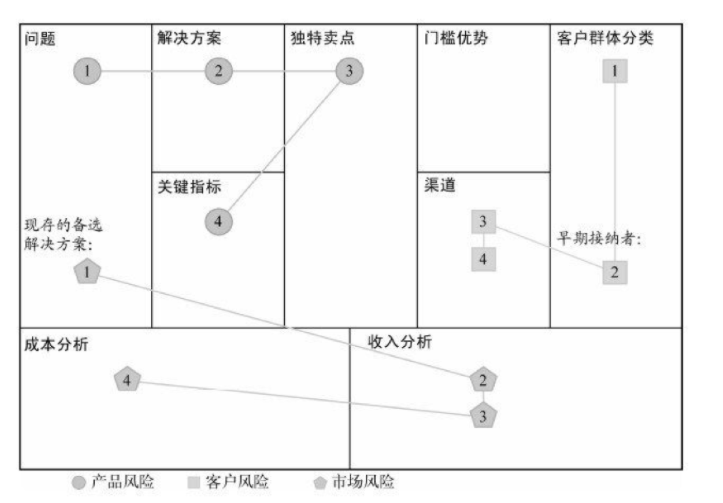 问题
解决方案
独特卖点
门槛优势
客户群体分类
1
2
3
1
关键指标
渠道
4
3
现存的备选
解决方案：
早期接纳者：
4
1
2
成本分析
收入分析
4
2
3
产品风险
客户风险
市场风险